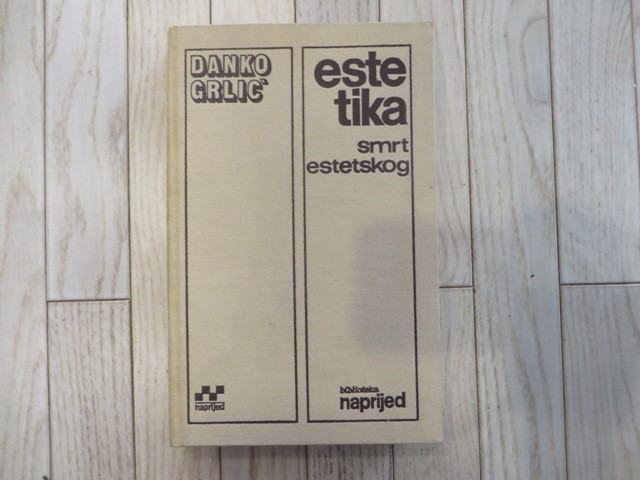 DANKO
GRLIĆ
este
tika
smrt
estetskog
naprijed
biblioteka
naprijed